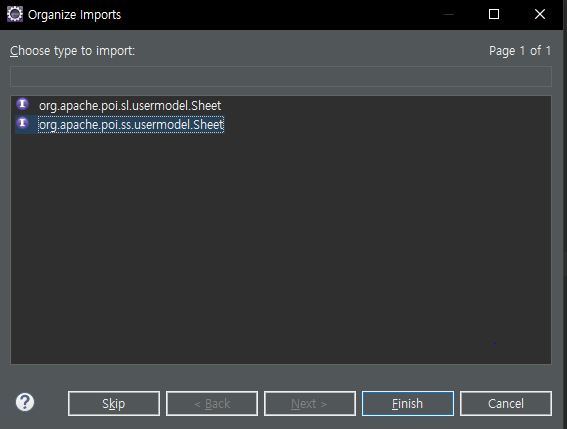 Organize Imports
Choose type to import:
Page 1 of 1
org.apache.poi.sl.usermodel.Sheet
org.apache.poi.ss.usermodel.Sheet
Skip
< Back
Next >
Finish
Cancel